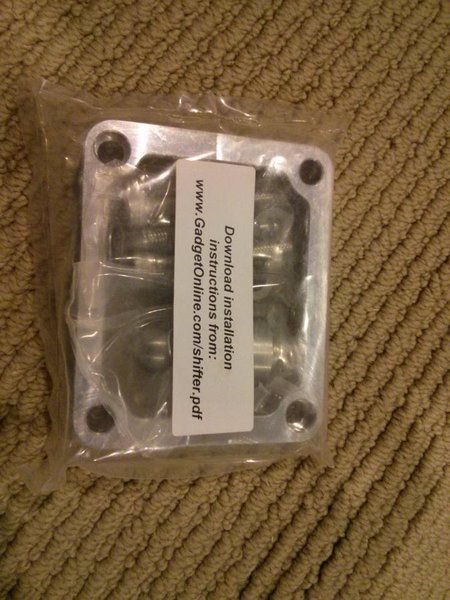 Download installation
instructions from:
www.GadgetOnline.com/shifter.pdf